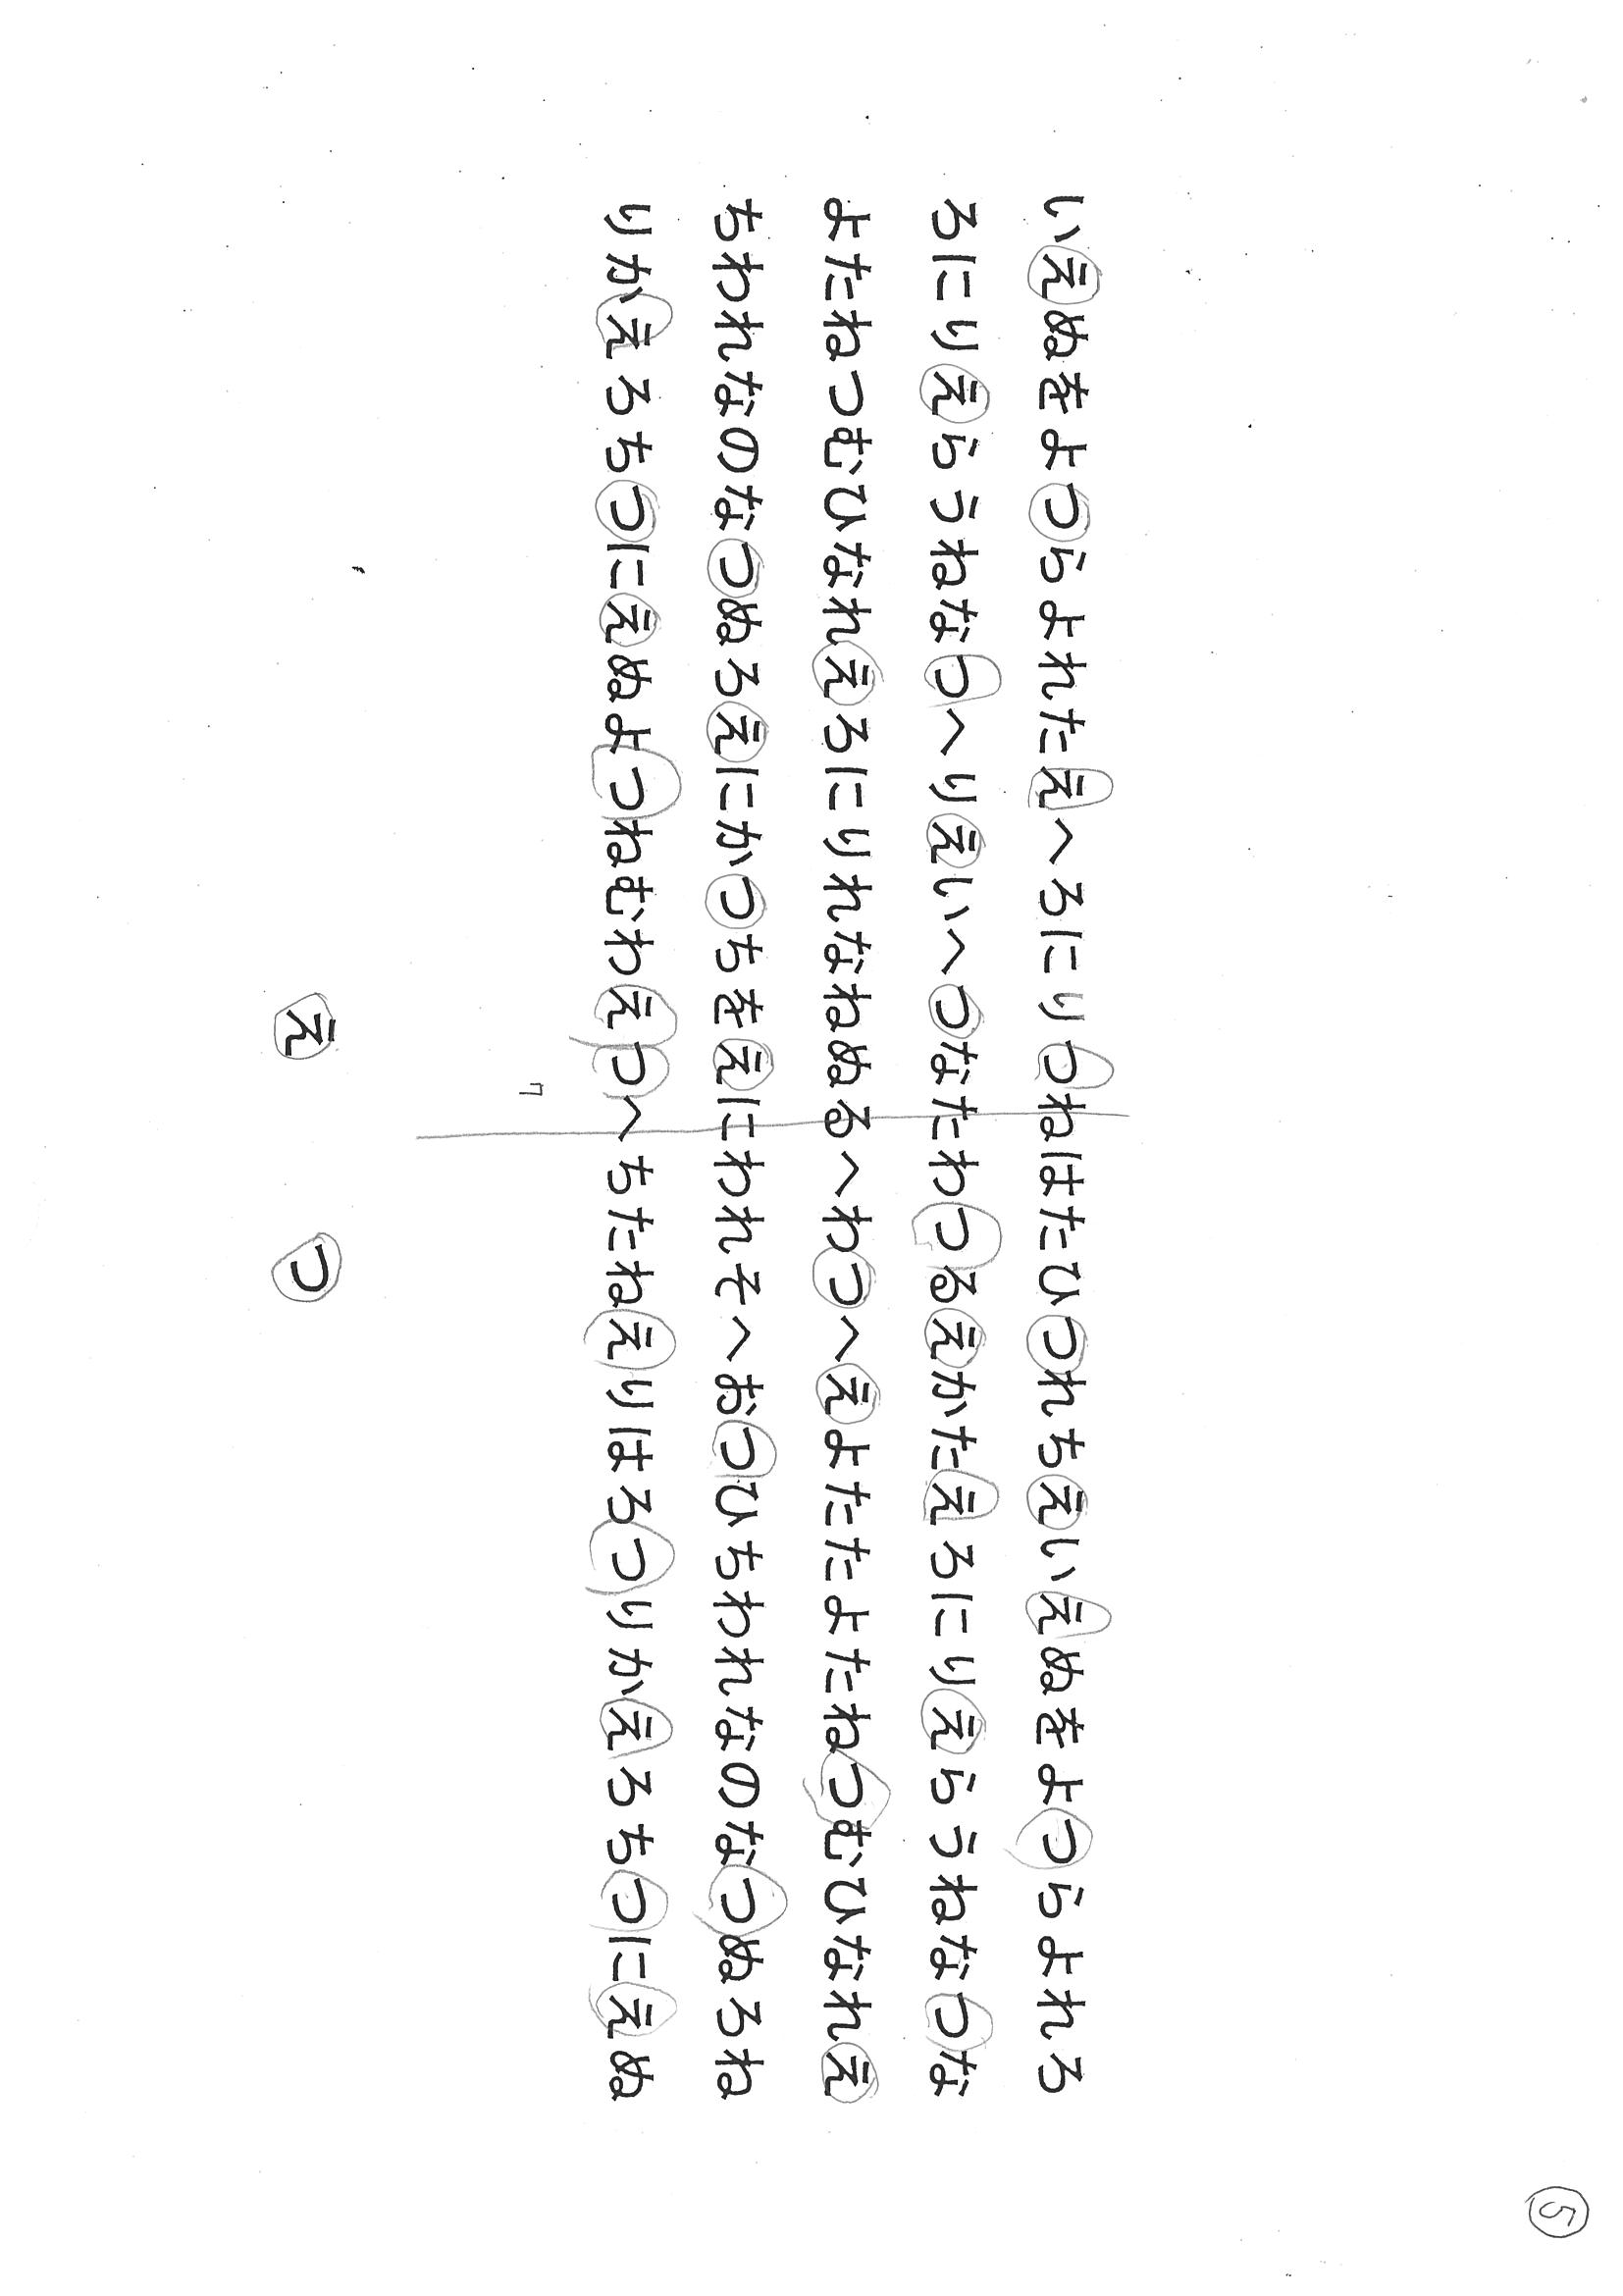 いえぬをよつらよれたえへろにりつねはたひつれちえいえぬをよつらよれろ
ろにりえらうねなつへりえいへつなたわつるえかたえろにりえらうねなつな
よたねつむひなれえろにりれなねぬるへわつへえよたたよたねつむひなれえ
ちわれなのなつぬろえにかつちをえにわれそへおつひちわれなのなつぬろね
りかえろちつにえぬよつねむわえつへちたねえりはろつりかえろちつにえぬ
7
え つ
⑤